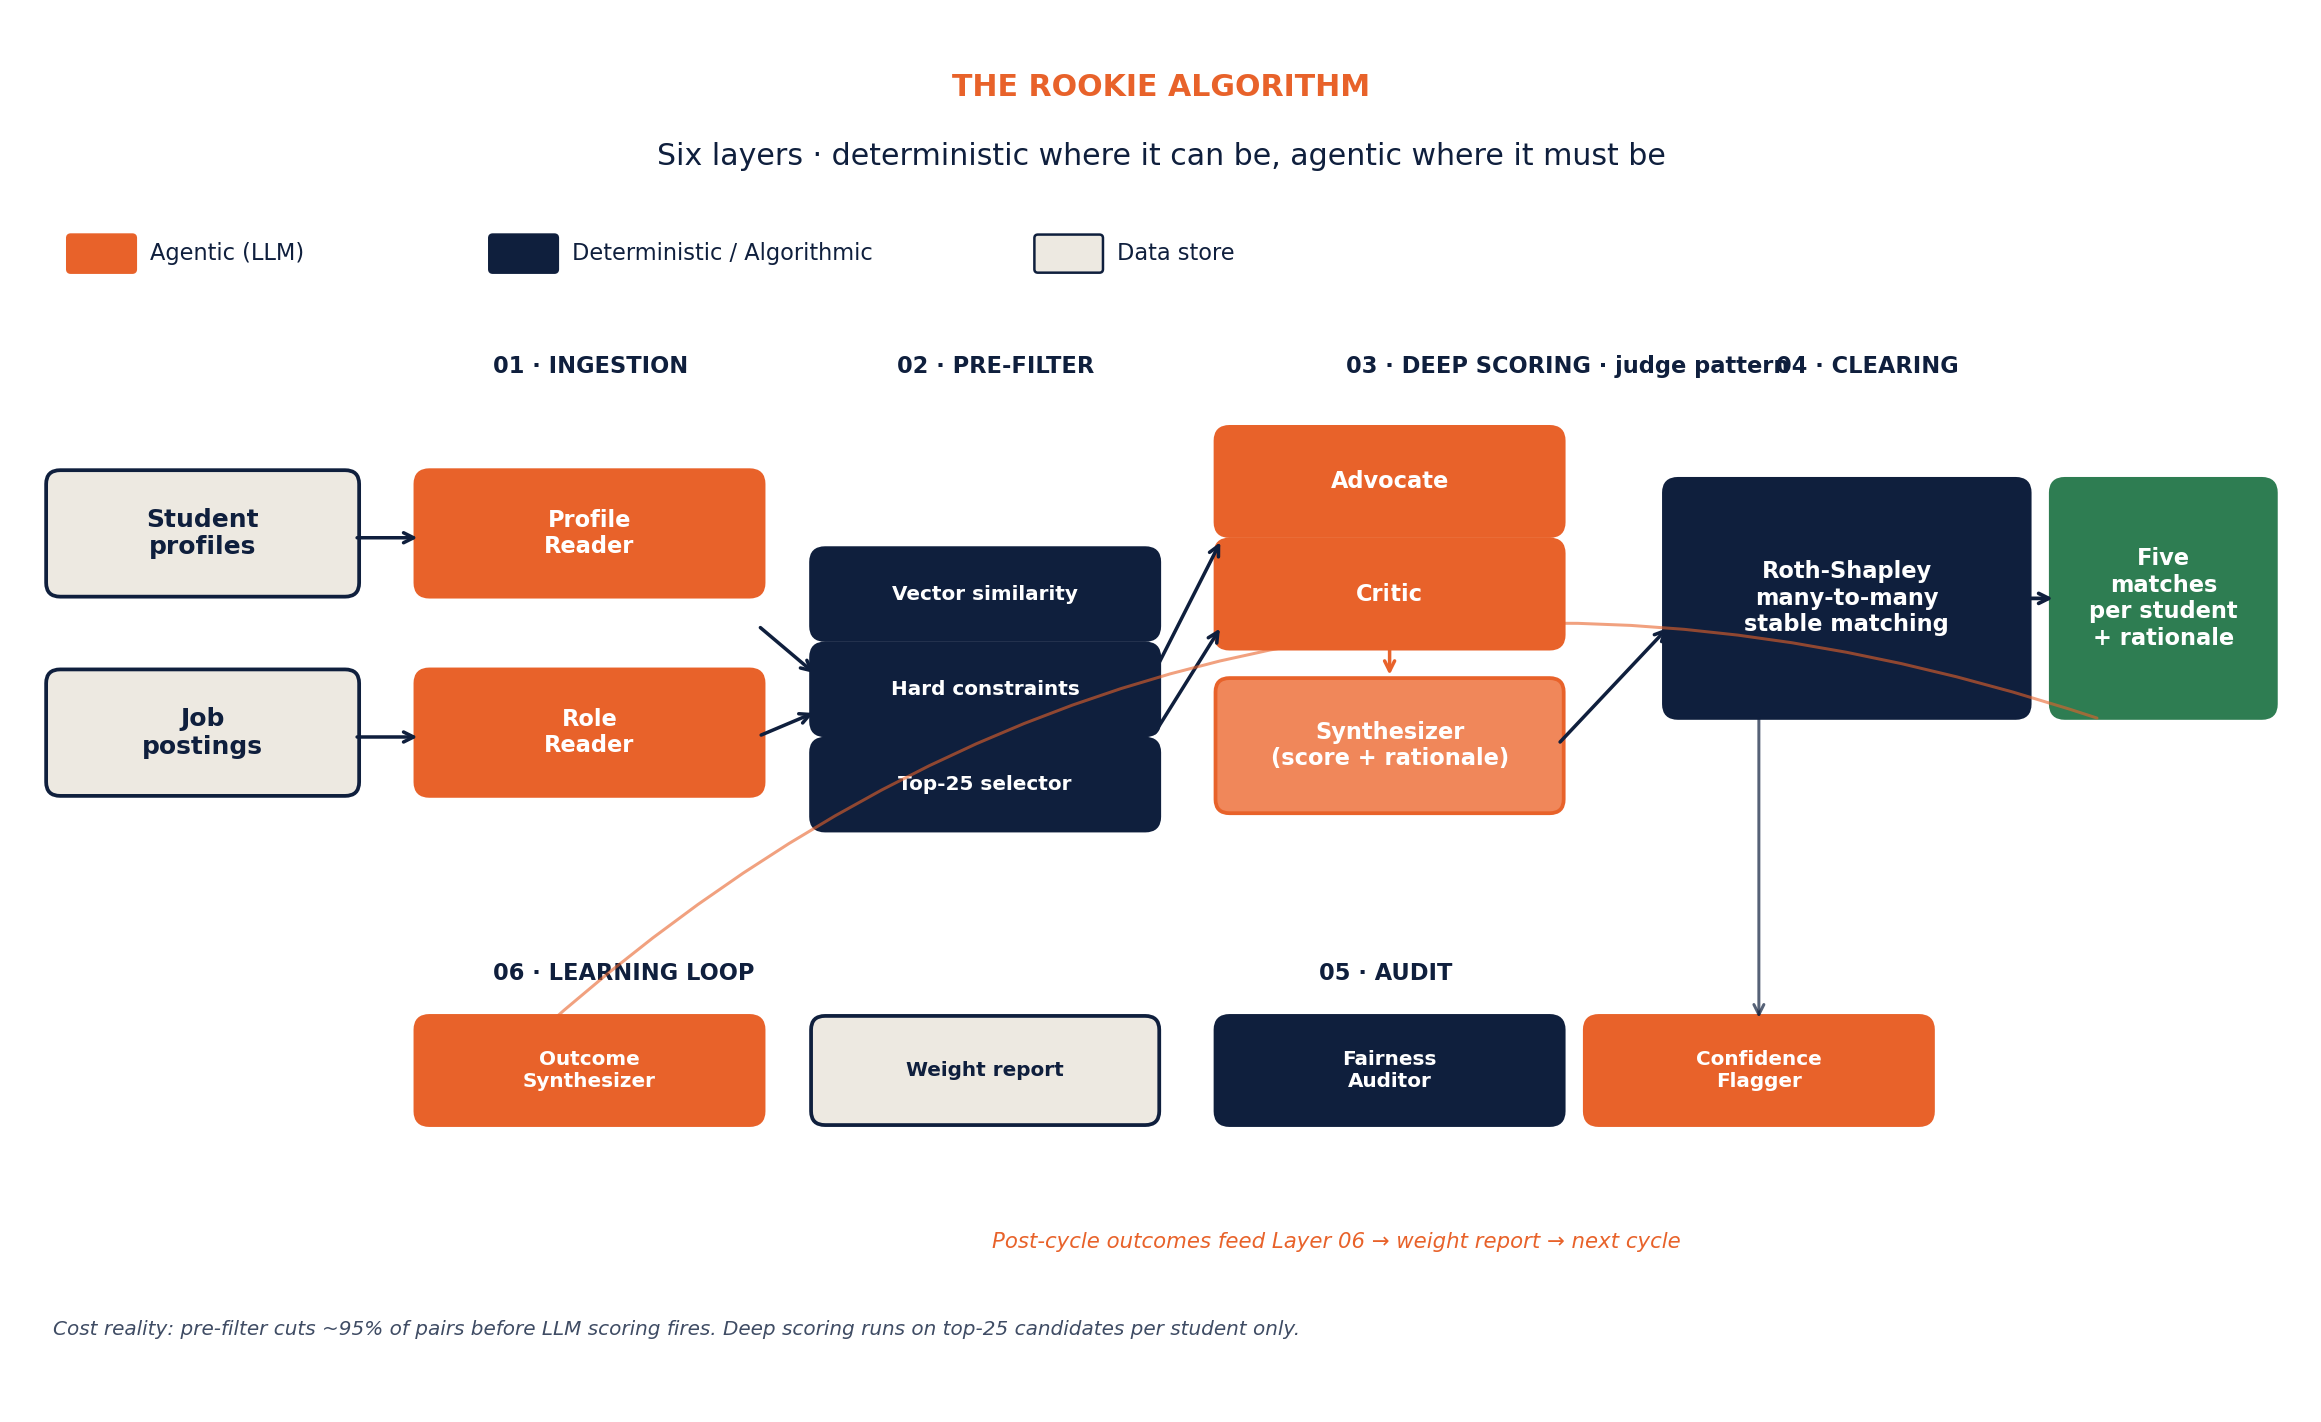 THE ROOKIE ALGORITHM
Six layers · deterministic where it can be, agentic where it must be
Agentic (LLM)
Deterministic / Algorithmic
Data store
01 · INGESTION
02 · PRE-FILTER
03 · DEEP SCORING · judge pattern
04 · CLEARING
Student
profiles
Profile
Reader
Job
postings
Role
Reader
Vector similarity
Hard constraints
Top-25 selector
Advocate
Critic
Synthesizer
(score + rationale)
Roth-Shapley
many-to-many
stable matching
Five
matches
per student
+ rationale
06 · LEARNING LOOP
05 · AUDIT
Outcome
Synthesizer
Weight report
Fairness
Auditor
Confidence
Flagger
Post-cycle outcomes feed Layer 06 → weight report → next cycle
Cost reality: pre-filter cuts ~95% of pairs before LLM scoring fires. Deep scoring runs on top-25 candidates per student only.